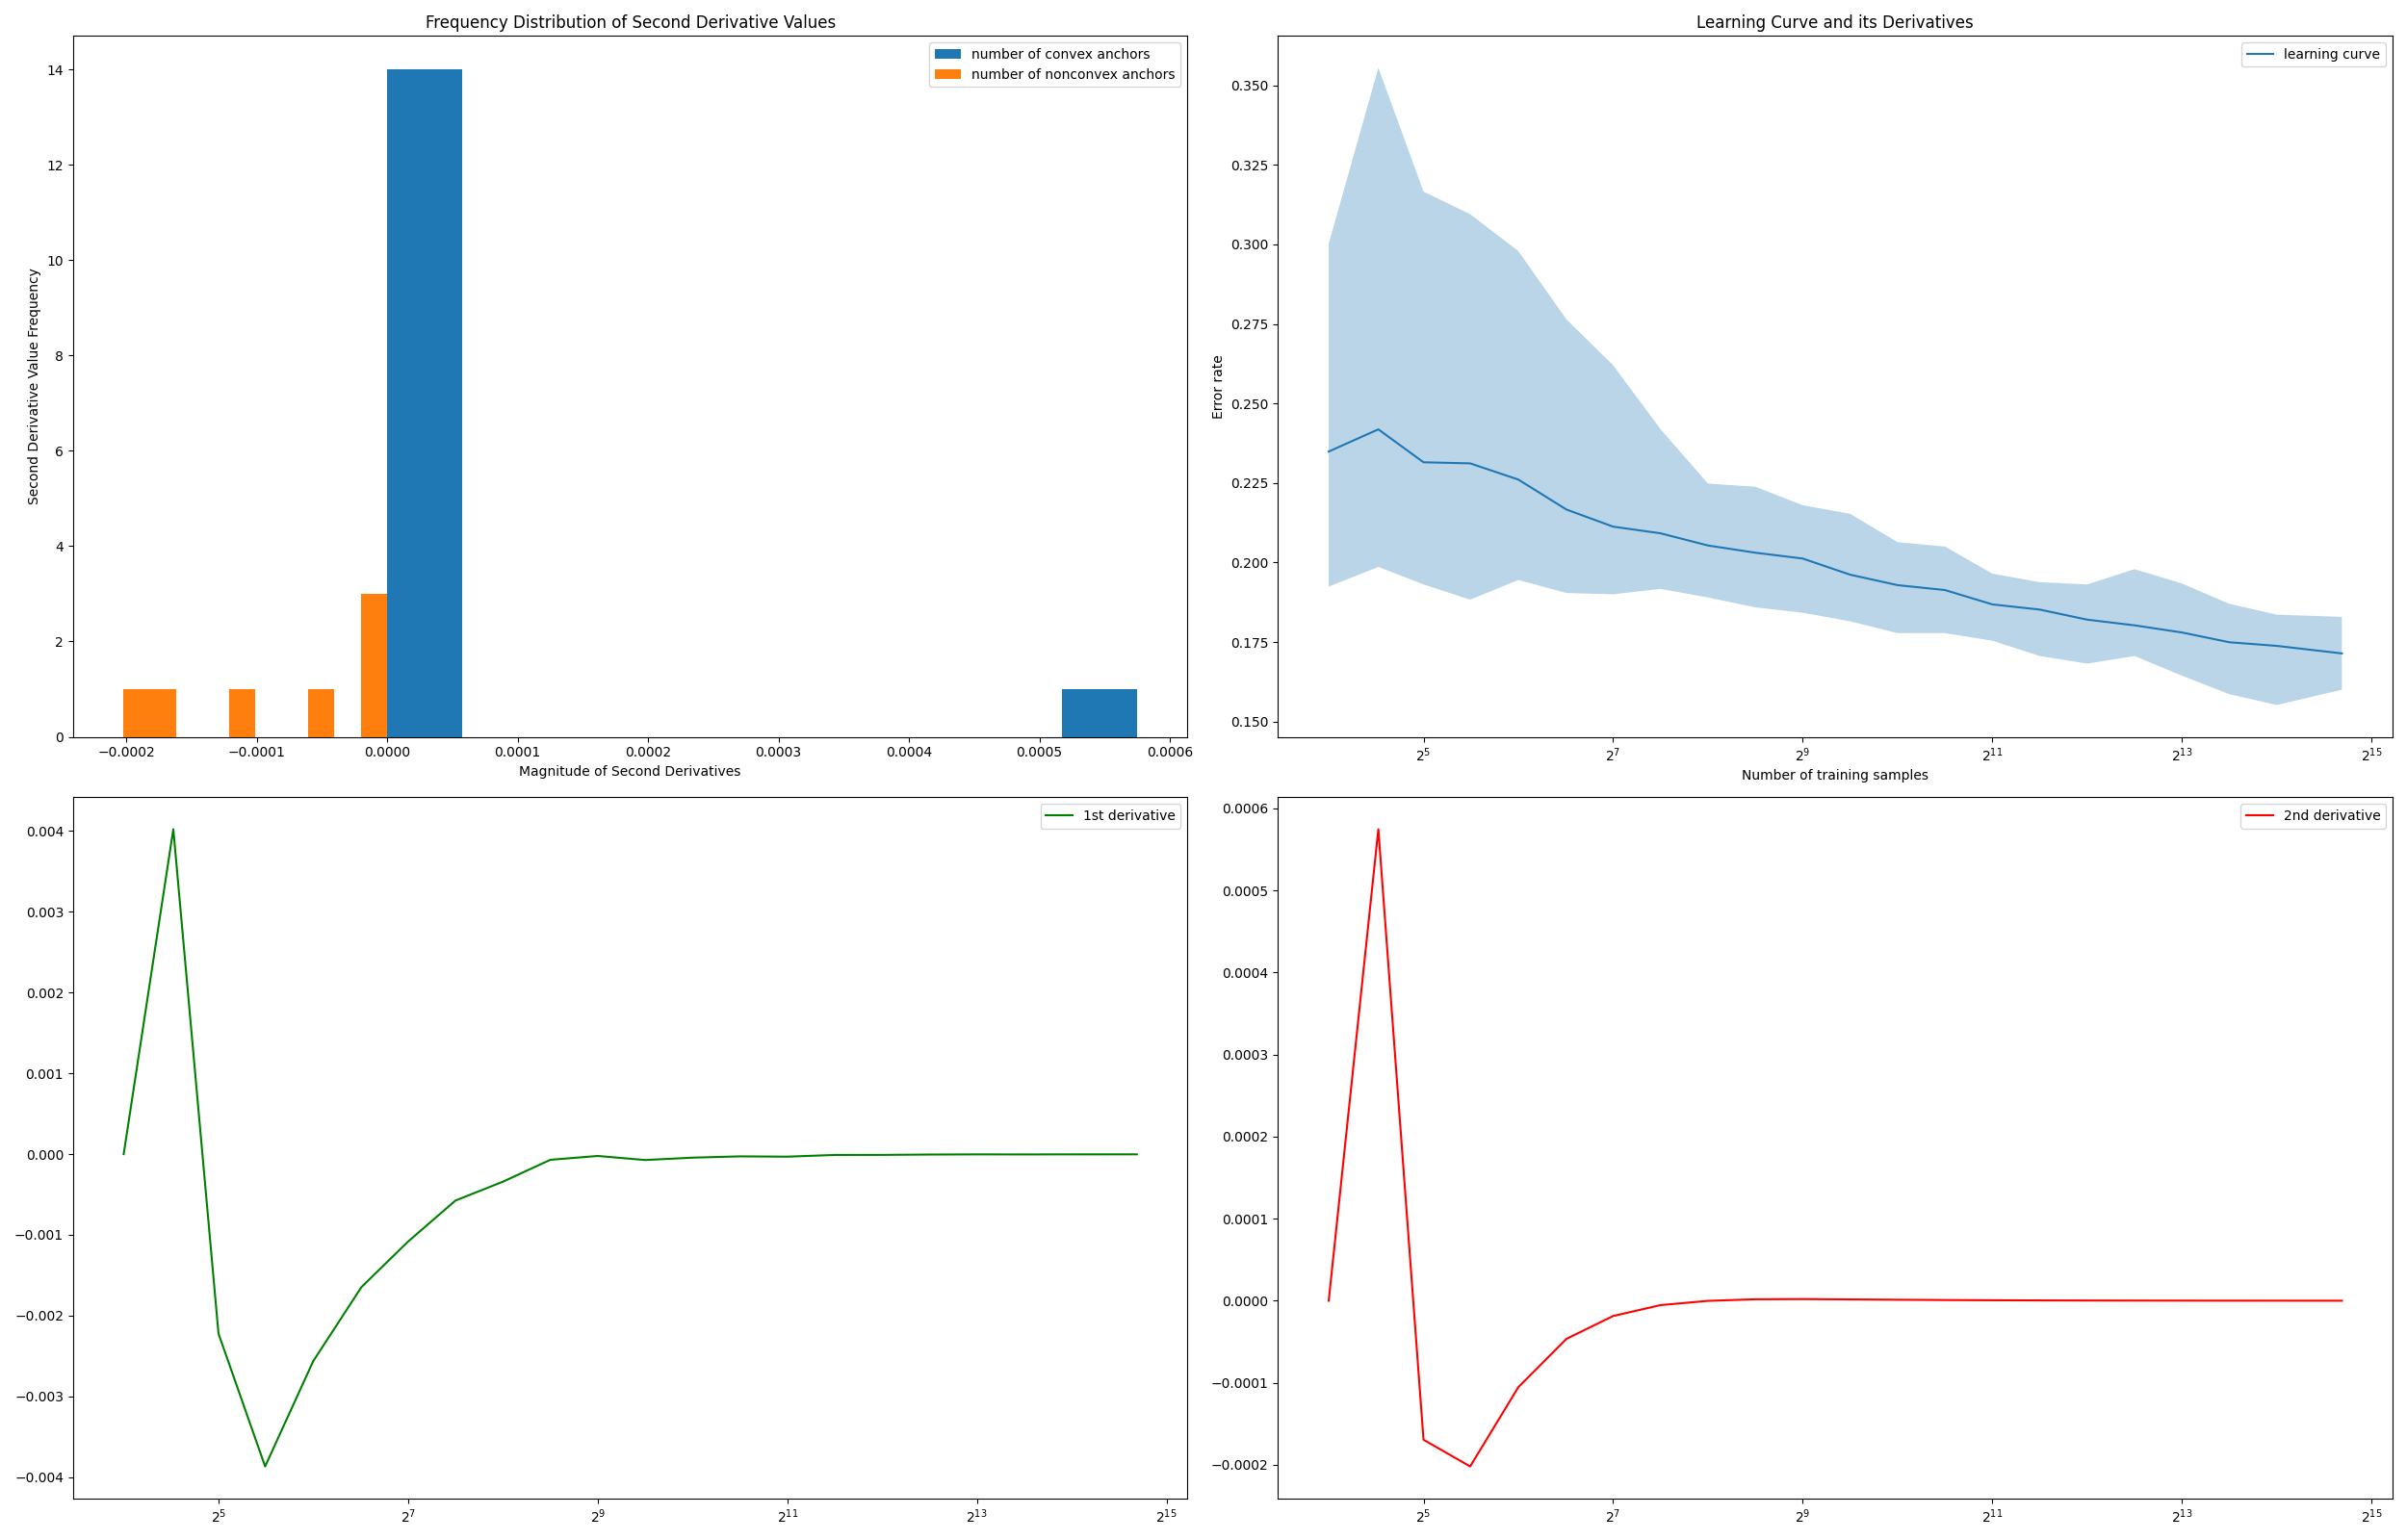 Frequency Distribution of Second Derivative Values
number of convex anchors
number of nonconvex anchors
Second Derivative Value Frequency
14
12
10
8
6
4
2
0
−0.0002 −0.0001 0.0000 0.0001 0.0002 0.0003 0.0004 0.0005 0.0006
Magnitude of Second Derivatives
Learning Curve and its Derivatives
learning curve
Error rate
0.350
0.325
0.300
0.275
0.250
0.225
0.200
0.175
0.150
2^5 2^7 2^9 2^11 2^13 2^15
Number of training samples
1st derivative
0.004
0.003
0.002
0.001
0.000
−0.001
−0.002
−0.003
−0.004
2^5 2^7 2^9 2^11 2^13 2^15
2nd derivative
0.0006
0.0005
0.0004
0.0003
0.0002
0.0001
0.0000
−0.0001
−0.0002
2^5 2^7 2^9 2^11 2^13 2^15